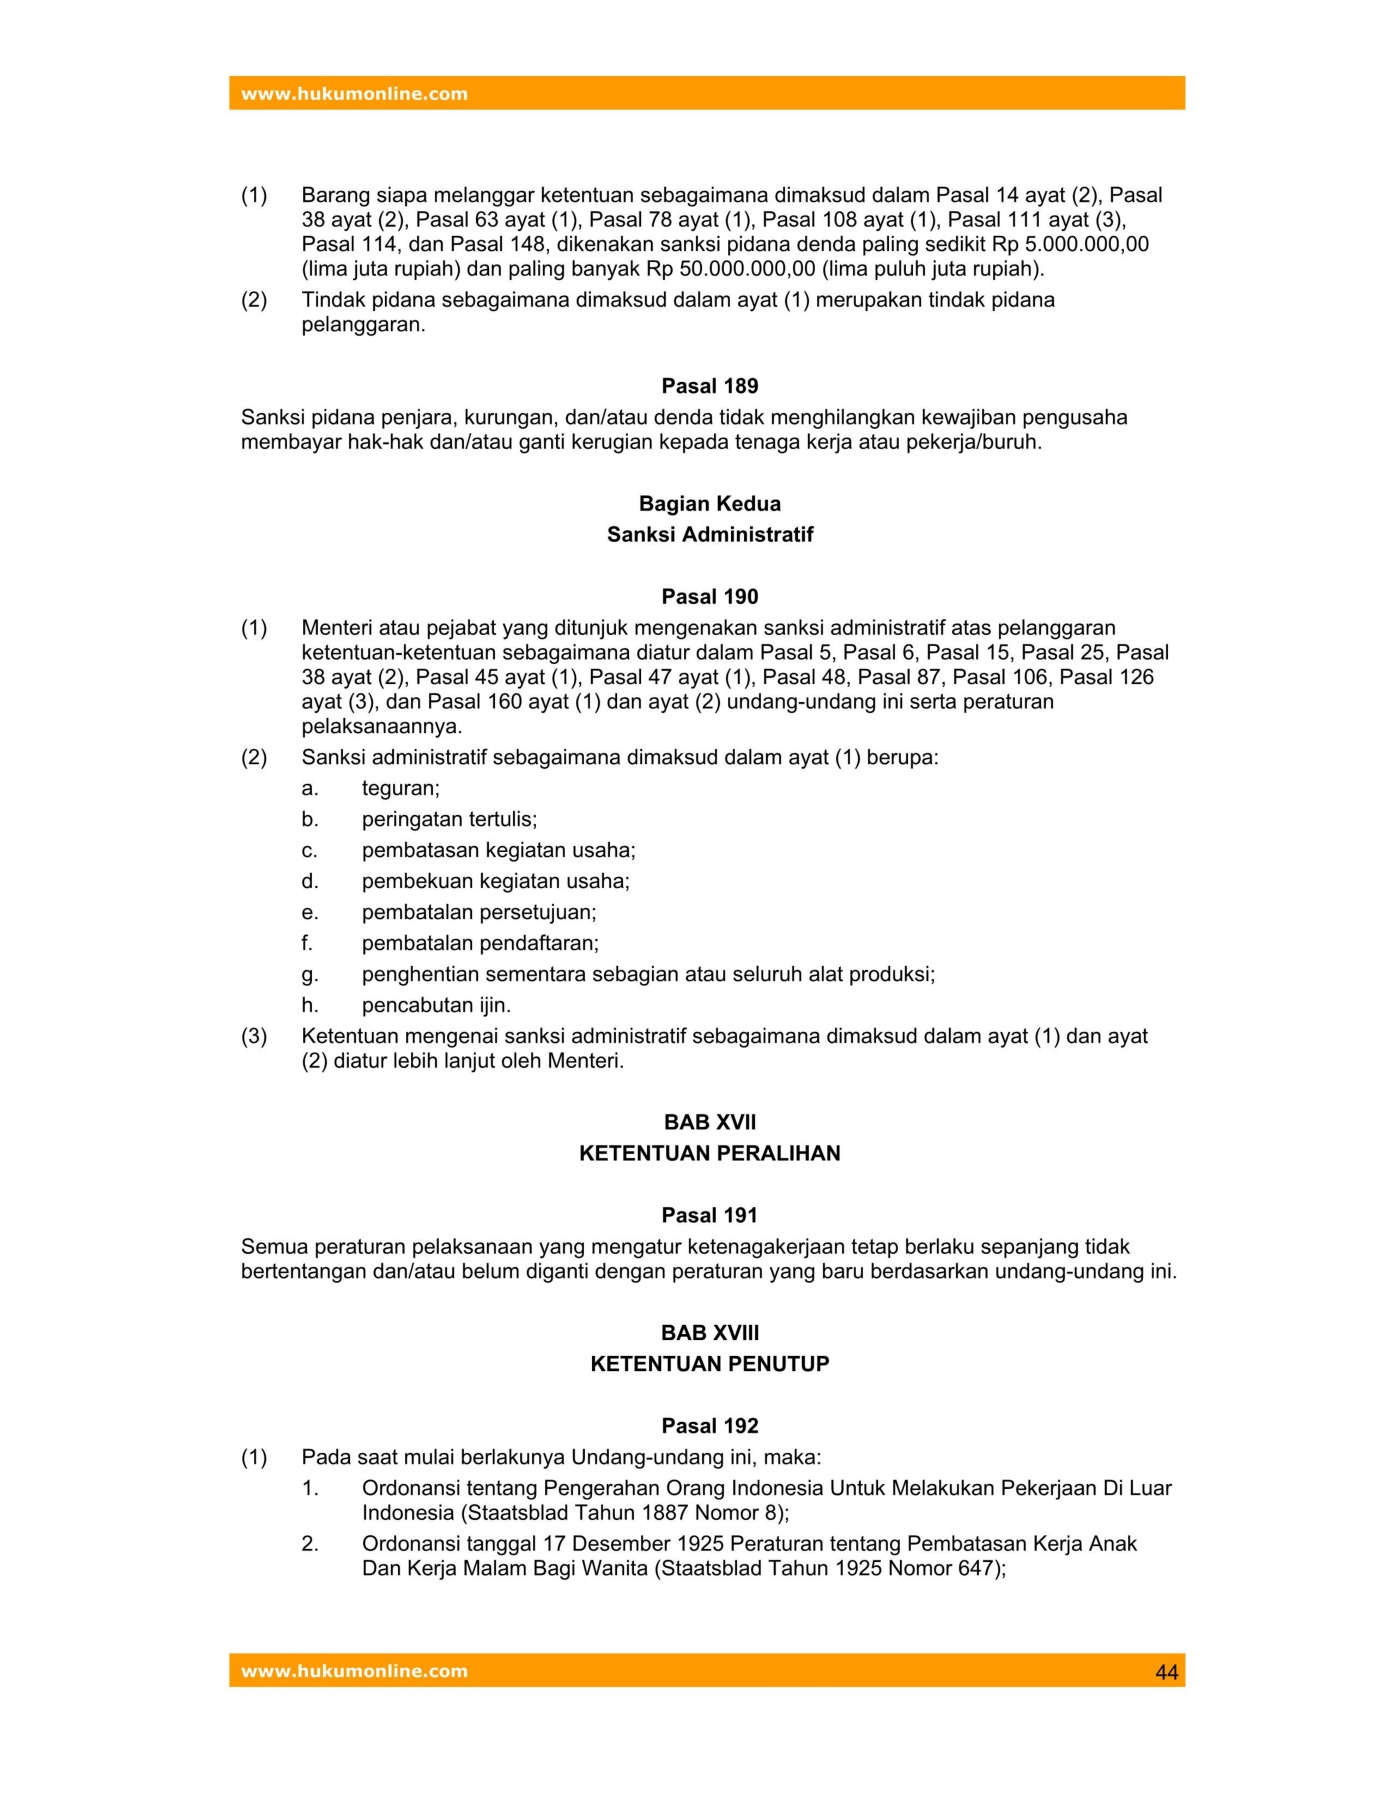 www.hukumonline.com
(1) Barang siapa melanggar ketentuan sebagaimana dimaksud dalam Pasal 14 ayat (2), Pasal
38 ayat (2), Pasal 63 ayat (1), Pasal 78 ayat (1), Pasal 108 ayat (1), Pasal 111 ayat (3),
Pasal 114, dan Pasal 148, dikenakan sanksi pidana denda paling sedikit Rp 5.000.000,00
(lima juta rupiah) dan paling banyak Rp 50.000.000,00 (lima puluh juta rupiah).
(2) Tindak pidana sebagaimana dimaksud dalam ayat (1) merupakan tindak pidana
pelanggaran.
Pasal 189
Sanksi pidana penjara, kurungan, dan/atau denda tidak menghilangkan kewajiban pengusaha
membayar hak-hak dan/atau ganti kerugian kepada tenaga kerja atau pekerja/buruh.
Bagian Kedua
Sanksi Administratif
Pasal 190
(1) Menteri atau pejabat yang ditunjuk mengenakan sanksi administratif atas pelanggaran
ketentuan-ketentuan sebagaimana diatur dalam Pasal 5, Pasal 6, Pasal 15, Pasal 25, Pasal
38 ayat (2), Pasal 45 ayat (1), Pasal 47 ayat (1), Pasal 48, Pasal 87, Pasal 106, Pasal 126
ayat (3), dan Pasal 160 ayat (1) dan ayat (2) undang-undang ini serta peraturan
pelaksanaannya.
(2) Sanksi administratif sebagaimana dimaksud dalam ayat (1) berupa:
a. teguran;
b. peringatan tertulis;
c. pembatasan kegiatan usaha;
d. pembekuan kegiatan usaha;
e. pembatalan persetujuan;
f. pembatalan pendaftaran;
g. penghentian sementara sebagian atau seluruh alat produksi;
h. pencabutan ijin.
(3) Ketentuan mengenai sanksi administratif sebagaimana dimaksud dalam ayat (1) dan ayat
(2) diatur lebih lanjut oleh Menteri.
BAB XVII
KETENTUAN PERALIHAN
Pasal 191
Semua peraturan pelaksanaan yang mengatur ketenagakerjaan tetap berlaku sepanjang tidak
bertentangan dan/atau belum diganti dengan peraturan yang baru berdasarkan undang-undang ini.
BAB XVIII
KETENTUAN PENUTUP
Pasal 192
(1) Pada saat mulai berlakunya Undang-undang ini, maka:
1. Ordonansi tentang Pengerahan Orang Indonesia Untuk Melakukan Pekerjaan Di Luar
Indonesia (Staatsblad Tahun 1887 Nomor 8);
2. Ordonansi tanggal 17 Desember 1925 Peraturan tentang Pembatasan Kerja Anak
Dan Kerja Malam Bagi Wanita (Staatsblad Tahun 1925 Nomor 647);
www.hukumonline.com 44